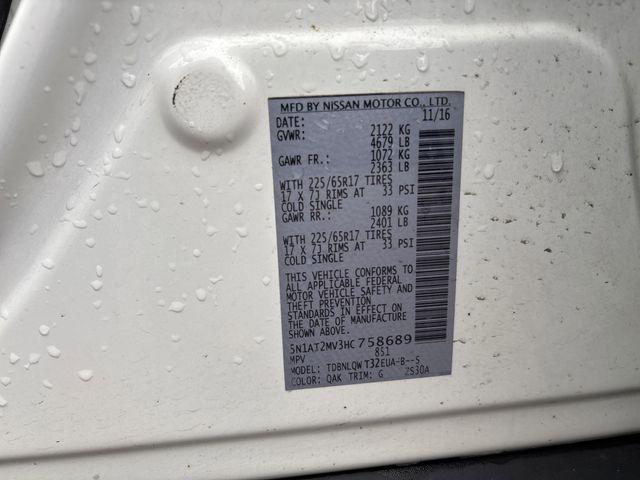 MFD BY NISSAN MOTOR CO., LTD.
DATE: 11/16
GVWR: 2122 KG
4679 LB
GAWR FR.: 1072 KG
2363 LB
WITH 225/65R17 TIRES
17 X 7J RIMS AT 33 PSI
COLD SINGLE
GAWR RR.: 1089 KG
2401 LB
WITH 225/65R17 TIRES
17 X 7J RIMS AT 33 PSI
COLD SINGLE
THIS VEHICLE CONFORMS TO
ALL APPLICABLE FEDERAL
MOTOR VEHICLE SAFETY AND
THEFT PREVENTION
STANDARDS IN EFFECT ON
THE DATE OF MANUFACTURE
SHOWN ABOVE.
5N1AT2MV3HC758689
MPV 851
MODEL: TDBNLQW T32EUA-B--S
COLOR: QAK TRIM: G 2S30A